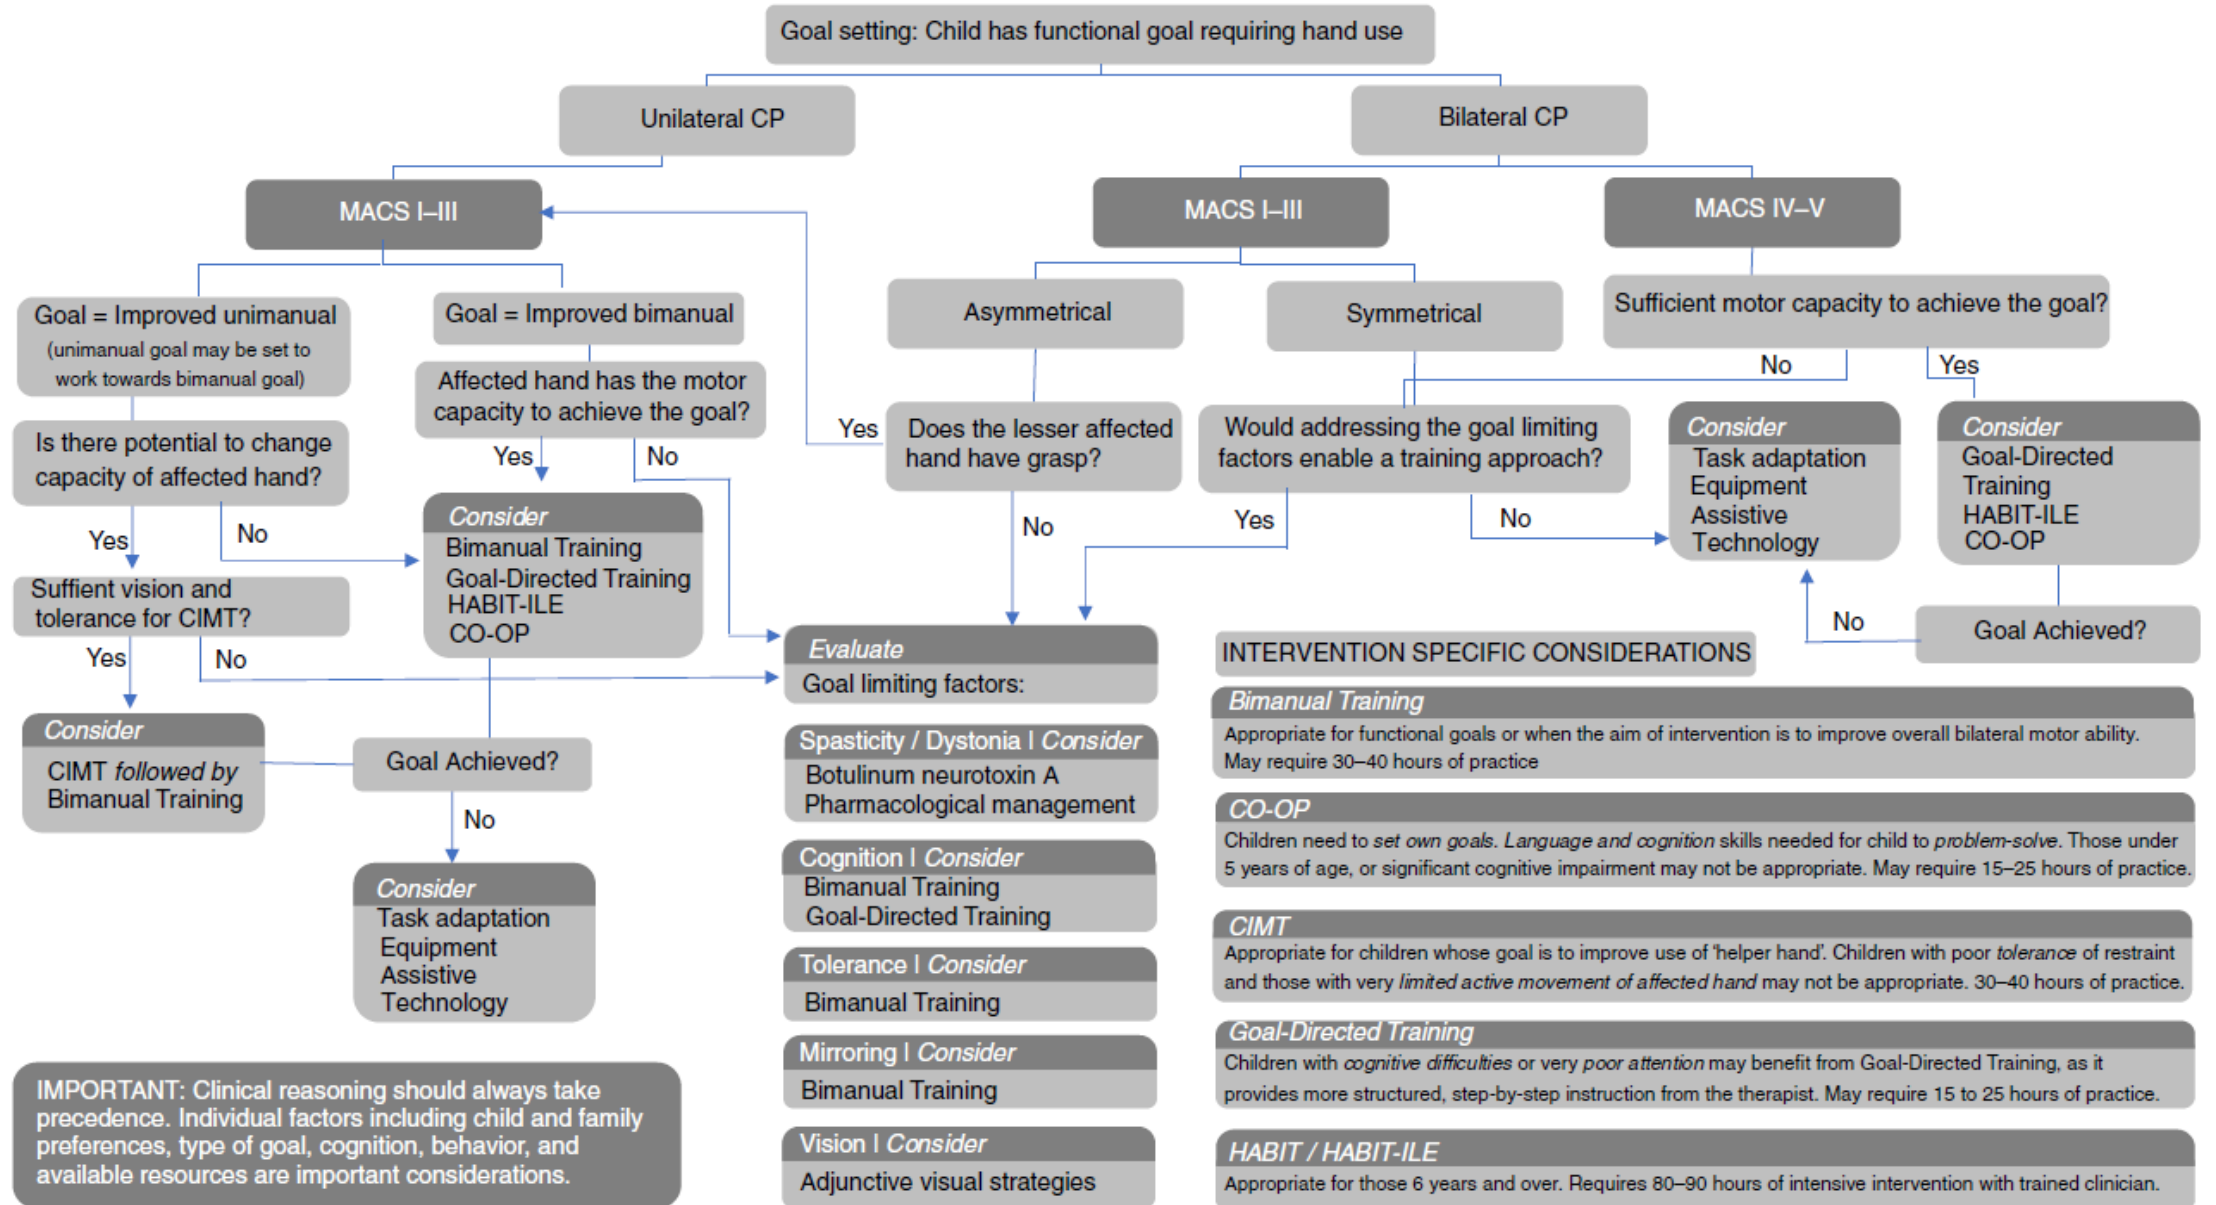 Goal setting: Child has functional goal requiring hand use
Unilateral CP
Bilateral CP
MACS I–III
MACS I–III
MACS IV–V
Goal = Improved unimanual
(unimanual goal may be set to
work towards bimanual goal)
Goal = Improved bimanual
Asymmetrical
Symmetrical
Sufficient motor capacity to achieve the goal?
No
Yes
Affected hand has the motor
capacity to achieve the goal?
Yes
No
Is there potential to change
capacity of affected hand?
Yes
No
Yes
Does the lesser affected
hand have grasp?
No
Would addressing the goal limiting
factors enable a training approach?
Yes
No
Consider
Task adaptation
Equipment
Assistive
Technology
Consider
Goal-Directed
Training
HABIT-ILE
CO-OP
Consider
Bimanual Training
Goal-Directed Training
HABIT-ILE
CO-OP
Suffient vision and
tolerance for CIMT?
Yes
No
No
Goal Achieved?
Consider
CIMT followed by
Bimanual Training
Goal Achieved?
No
Consider
Task adaptation
Equipment
Assistive
Technology
IMPORTANT: Clinical reasoning should always take
precedence. Individual factors including child and family
preferences, type of goal, cognition, behavior, and
available resources are important considerations.
Evaluate
Goal limiting factors:
Spasticity / Dystonia | Consider
Botulinum neurotoxin A
Pharmacological management
Cognition | Consider
Bimanual Training
Goal-Directed Training
Tolerance | Consider
Bimanual Training
Mirroring | Consider
Bimanual Training
Vision | Consider
Adjunctive visual strategies
INTERVENTION SPECIFIC CONSIDERATIONS
Bimanual Training
Appropriate for functional goals or when the aim of intervention is to improve overall bilateral motor ability.
May require 30–40 hours of practice
CO-OP
Children need to set own goals. Language and cognition skills needed for child to problem-solve. Those under
5 years of age, or significant cognitive impairment may not be appropriate. May require 15–25 hours of practice.
CIMT
Appropriate for children whose goal is to improve use of ‘helper hand’. Children with poor tolerance of restraint
and those with very limited active movement of affected hand may not be appropriate. 30–40 hours of practice.
Goal-Directed Training
Children with cognitive difficulties or very poor attention may benefit from Goal-Directed Training, as it
provides more structured, step-by-step instruction from the therapist. May require 15 to 25 hours of practice.
HABIT / HABIT-ILE
Appropriate for those 6 years and over. Requires 80–90 hours of intensive intervention with trained clinician.